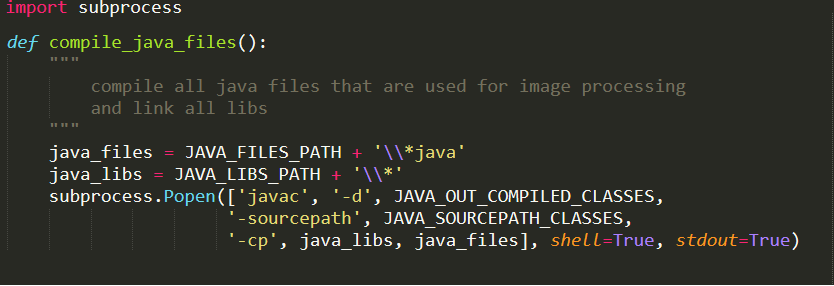 import subprocess
def compile_java_files():
"""
compile all java files that are used for image processing
and link all libs
"""
java_files = JAVA_FILES_PATH + '\\*java'
java_libs = JAVA_LIBS_PATH + '\\*'
subprocess.Popen(['javac', '-d', JAVA_OUT_COMPILED_CLASSES,
'-sourcepath', JAVA_SOURCEPATH_CLASSES,
'-cp', java_libs, java_files], shell=True, stdout=True)